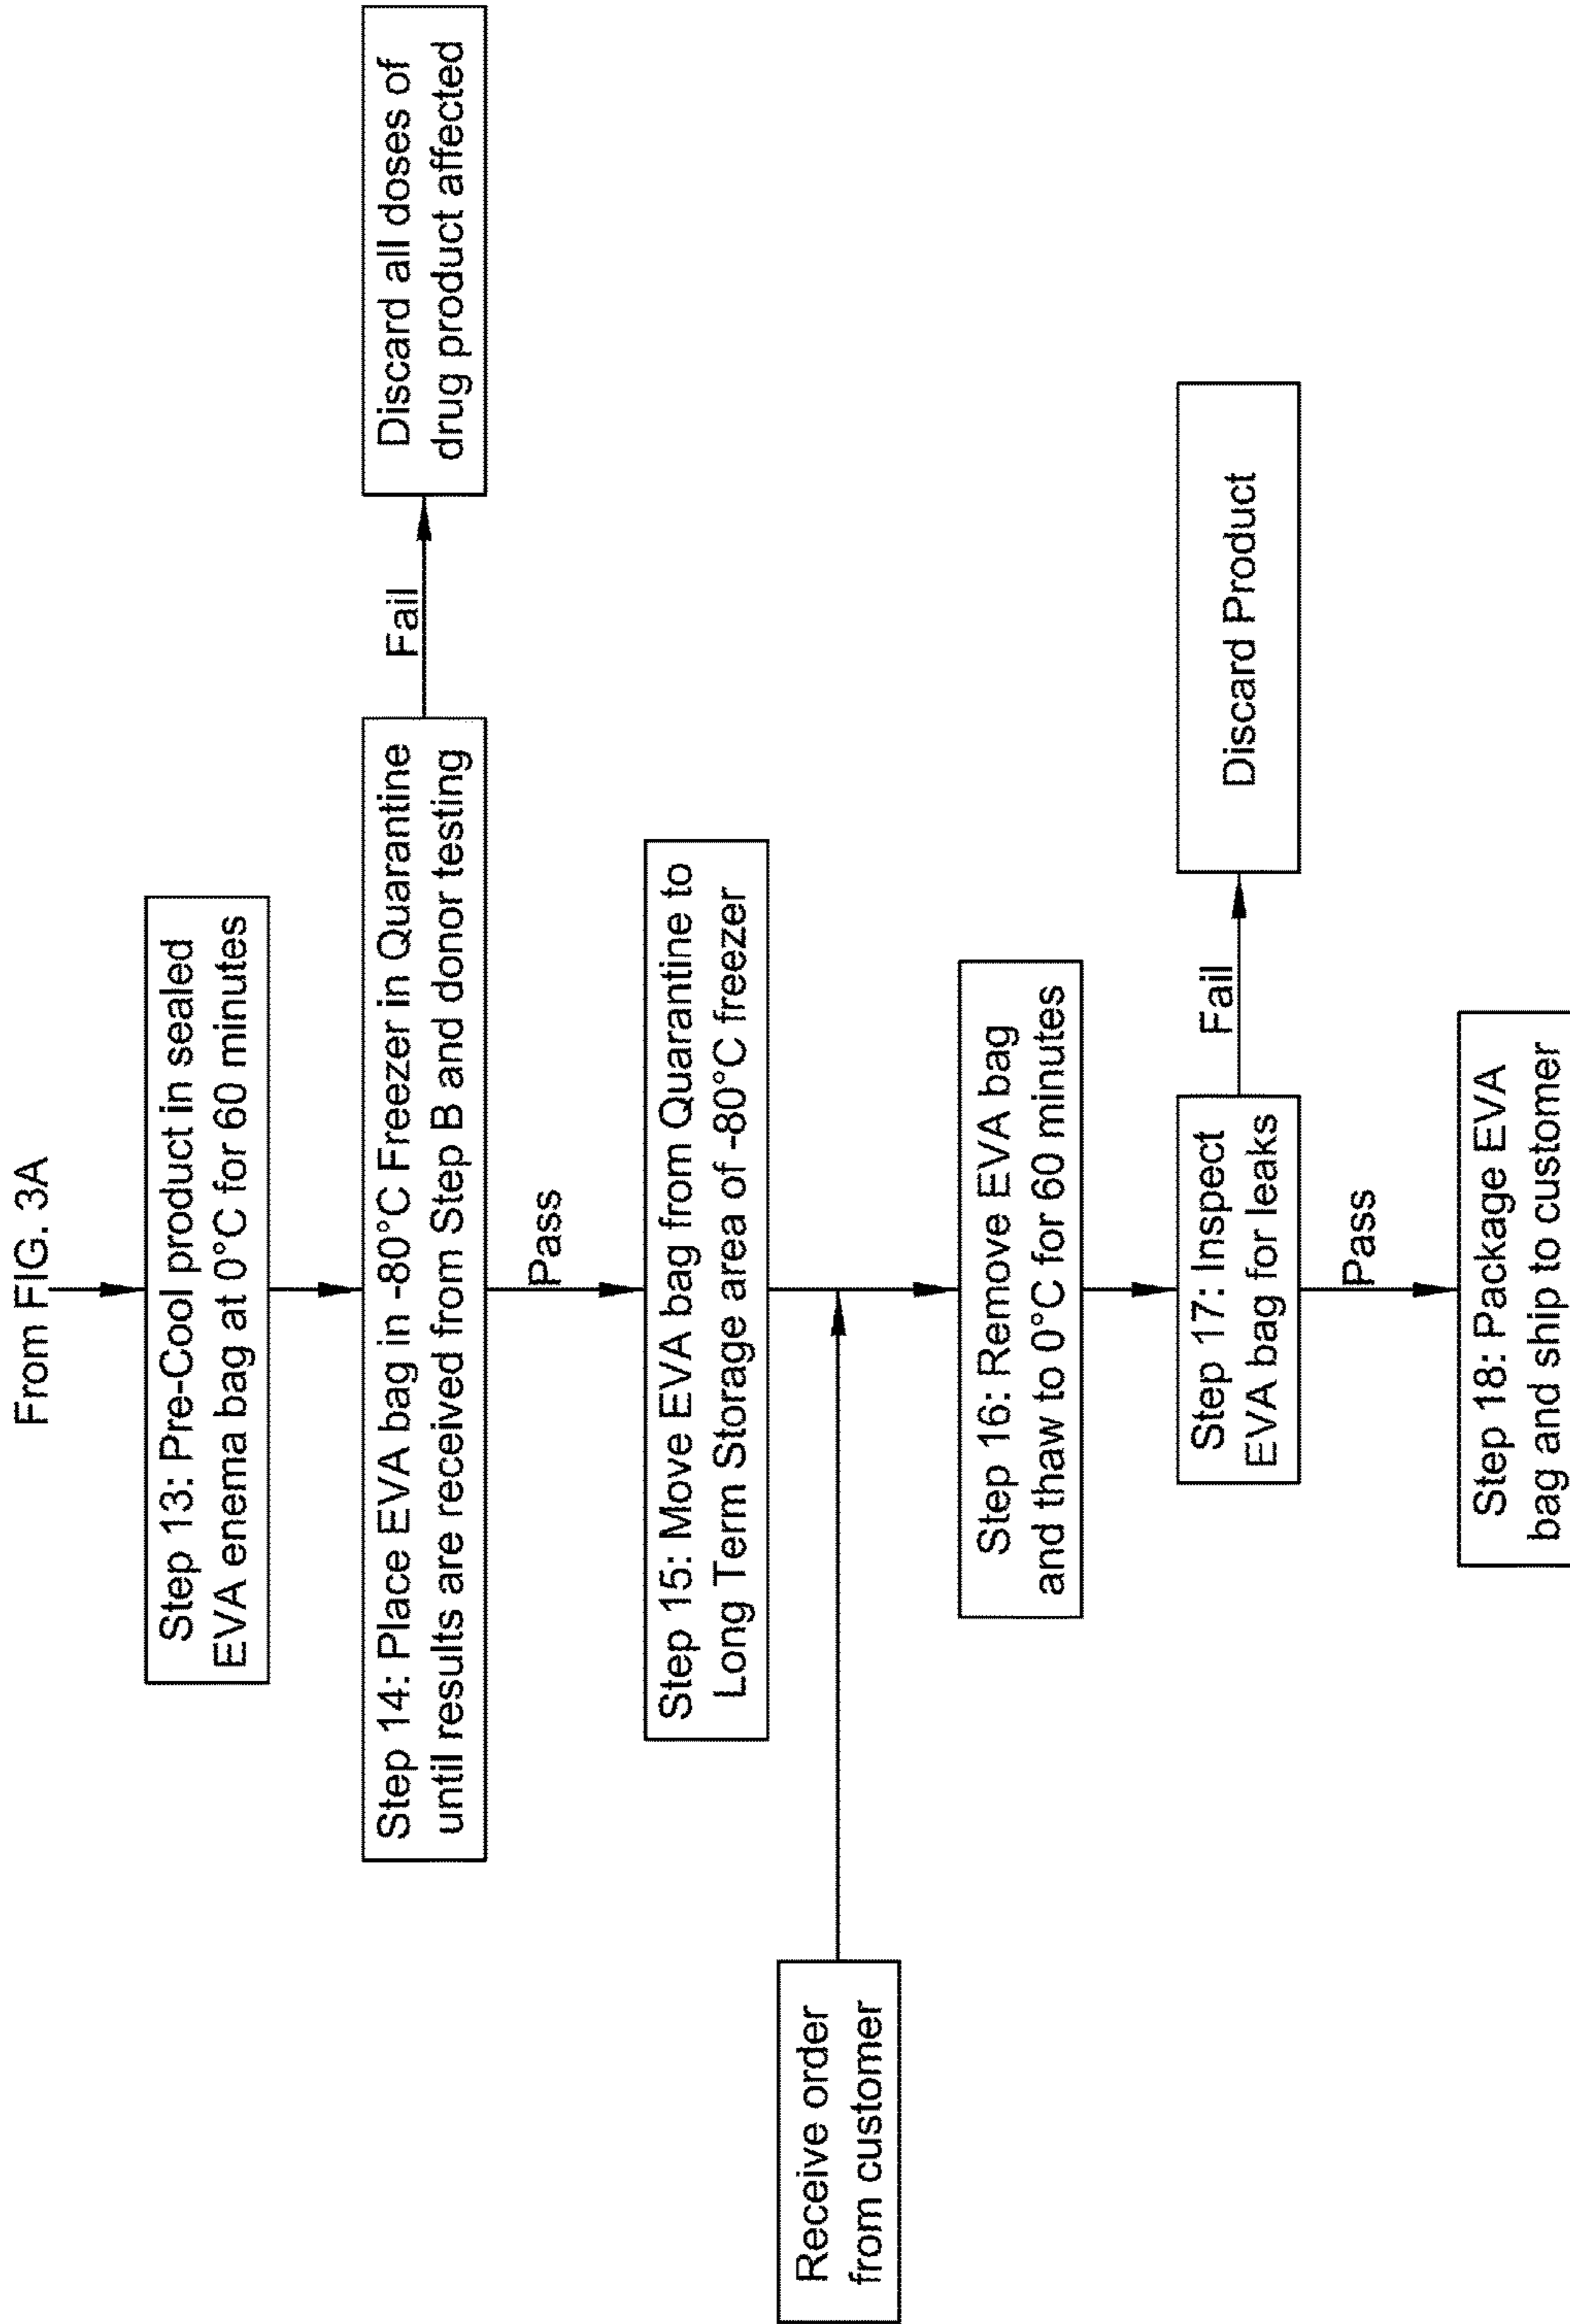 From FIG. 3A
Step 13: Pre-Cool product in sealed
EVA enema bag at 0°C for 60 minutes
Step 14: Place EVA bag in -80°C Freezer in Quarantine
until results are received from Step B and donor testing
Fail
Discard all doses of
drug product affected
Pass
Step 15: Move EVA bag from Quarantine to
Long Term Storage area of -80°C freezer
Receive order
from customer
Step 16: Remove EVA bag
and thaw to 0°C for 60 minutes
Step 17: Inspect
EVA bag for leaks
Fail
Discard Product
Pass
Step 18: Package EVA
bag and ship to customer